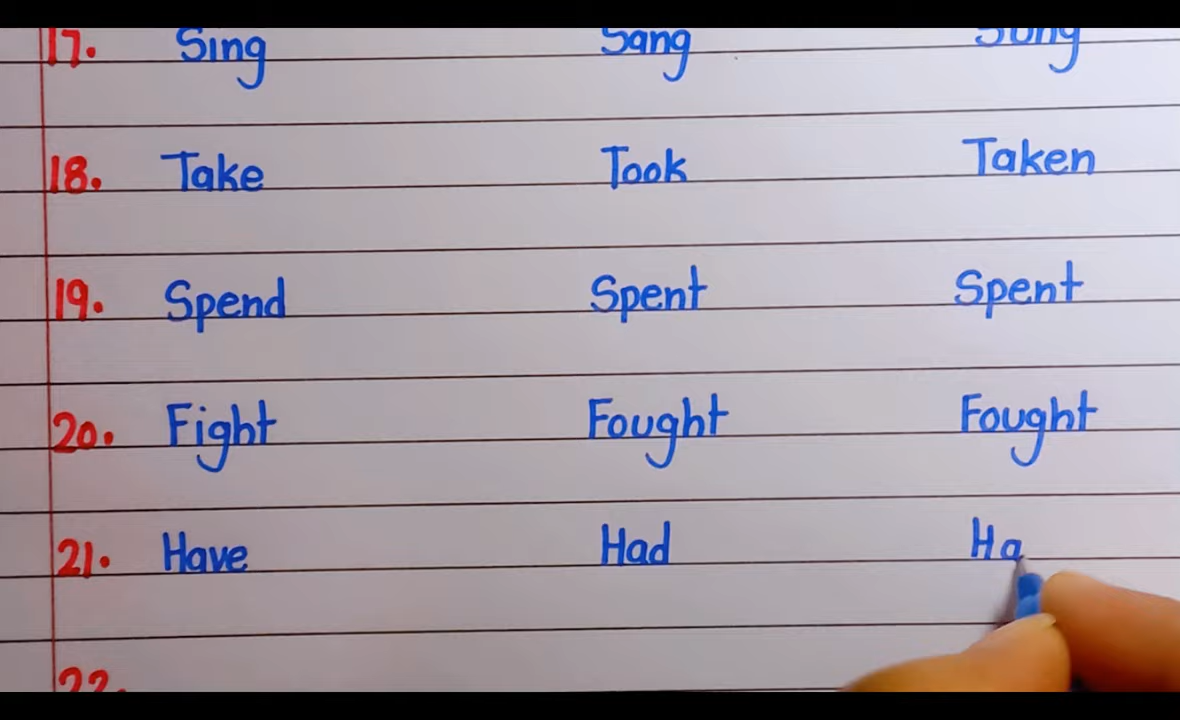 17. Sing Sang Sung
18. Take Took Taken
19. Spend Spent Spent
20. Fight Fought Fought
21. Have Had Ha
22.